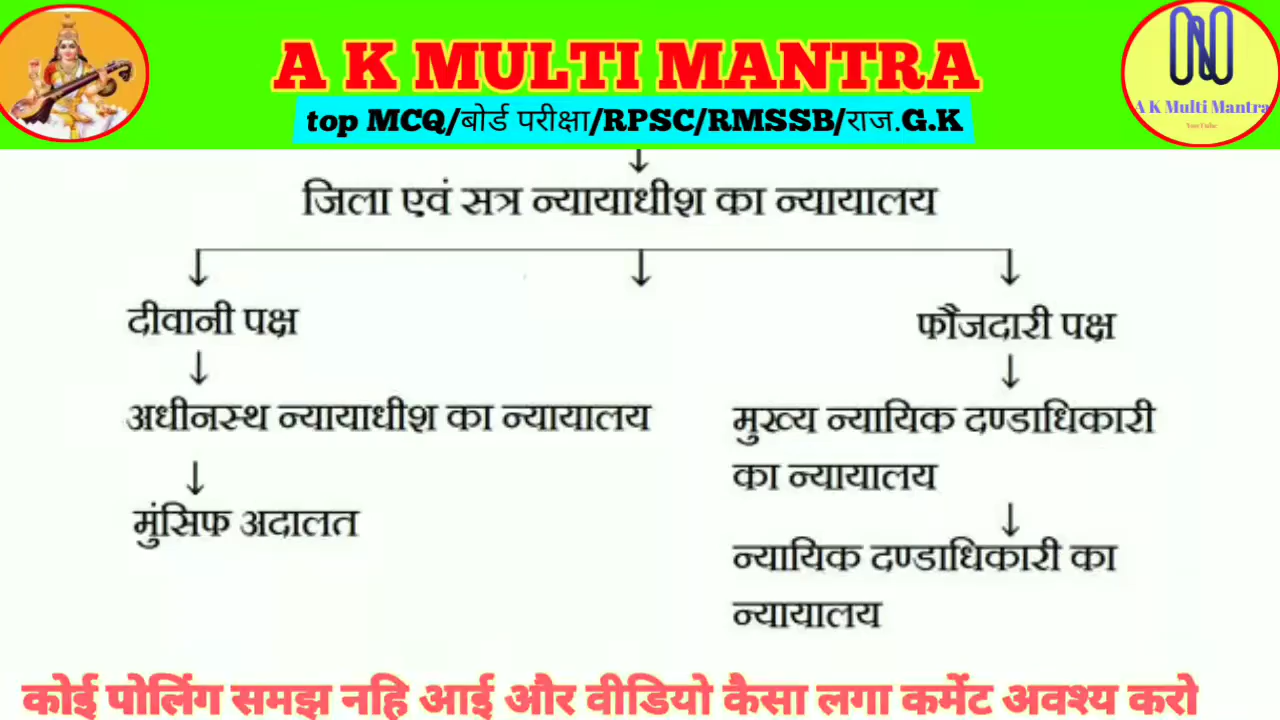 A K MULTI MANTRA
top MCQ/बोर्ड परीक्षा/RPSC/RMSSB/राज.G.K
A K Multi Mantra
YouTube
जिला एवं सत्र न्यायाधीश का न्यायालय
दीवानी पक्ष
फौजदारी पक्ष
अधीनस्थ न्यायाधीश का न्यायालय
मुंसिफ अदालत
मुख्य न्यायिक दण्डाधिकारी
का न्यायालय
न्यायिक दण्डाधिकारी का
न्यायालय
कोई पोलिंग समझ नहि आई और वीडियो कैसा लगा कमेंट अवश्य करो